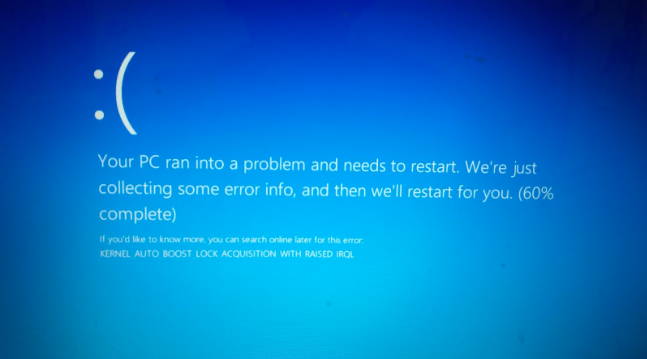 :(
Your PC ran into a problem and needs to restart. We're just
collecting some error info, and then we'll restart for you. (60%
complete)
If you'd like to know more, you can search online later for this error:
KERNEL AUTO BOOST LOCK ACQUISITION WITH RAISED IRQL